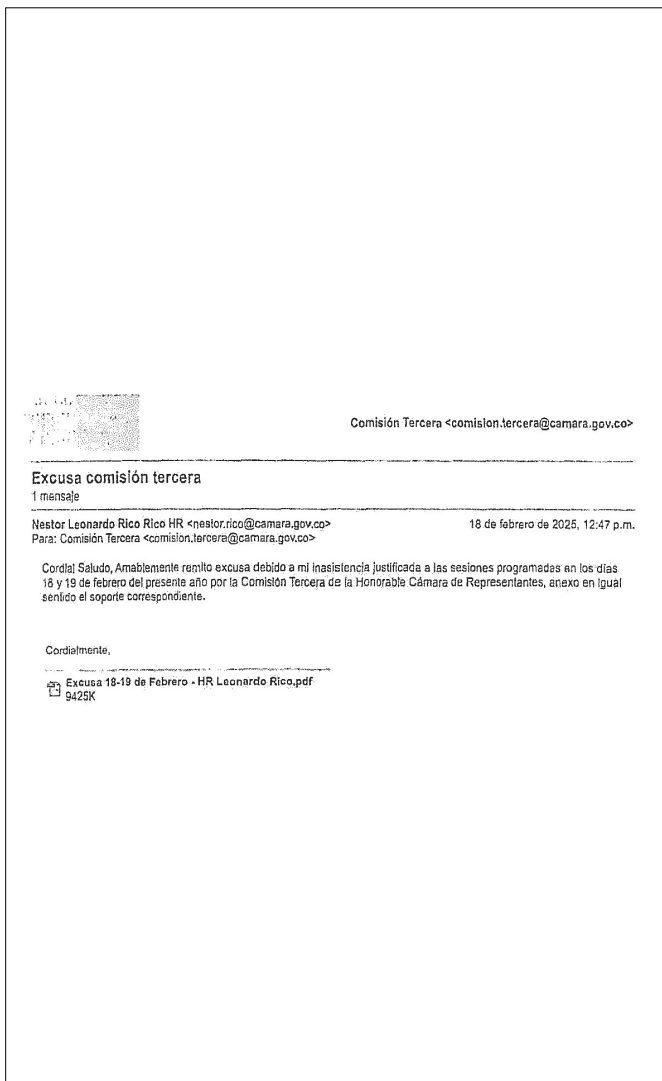 Comisión Tercera <comision.tercera@camara.gov.co>
Excusa comisión tercera
1 mensaje
Nestor Leonardo Rico Rico HR <nestor.rico@camara.gov.co>
18 de febrero de 2025, 12:47 p.m.
Para: Comisión Tercera <comision.tercera@camara.gov.co>
Cordial Saludo, Amablemente remito excusa debido a mi inasistencia justificada a las sesiones programadas en los días
18 y 19 de febrero del presente año por la Comisión Tercera de la Honorable Cámara de Representantes, anexo en igual
sentido el soporte correspondiente.
Cordialmente,
Excusa 18-19 de Febrero - HR Leonardo Rico.pdf
9425K